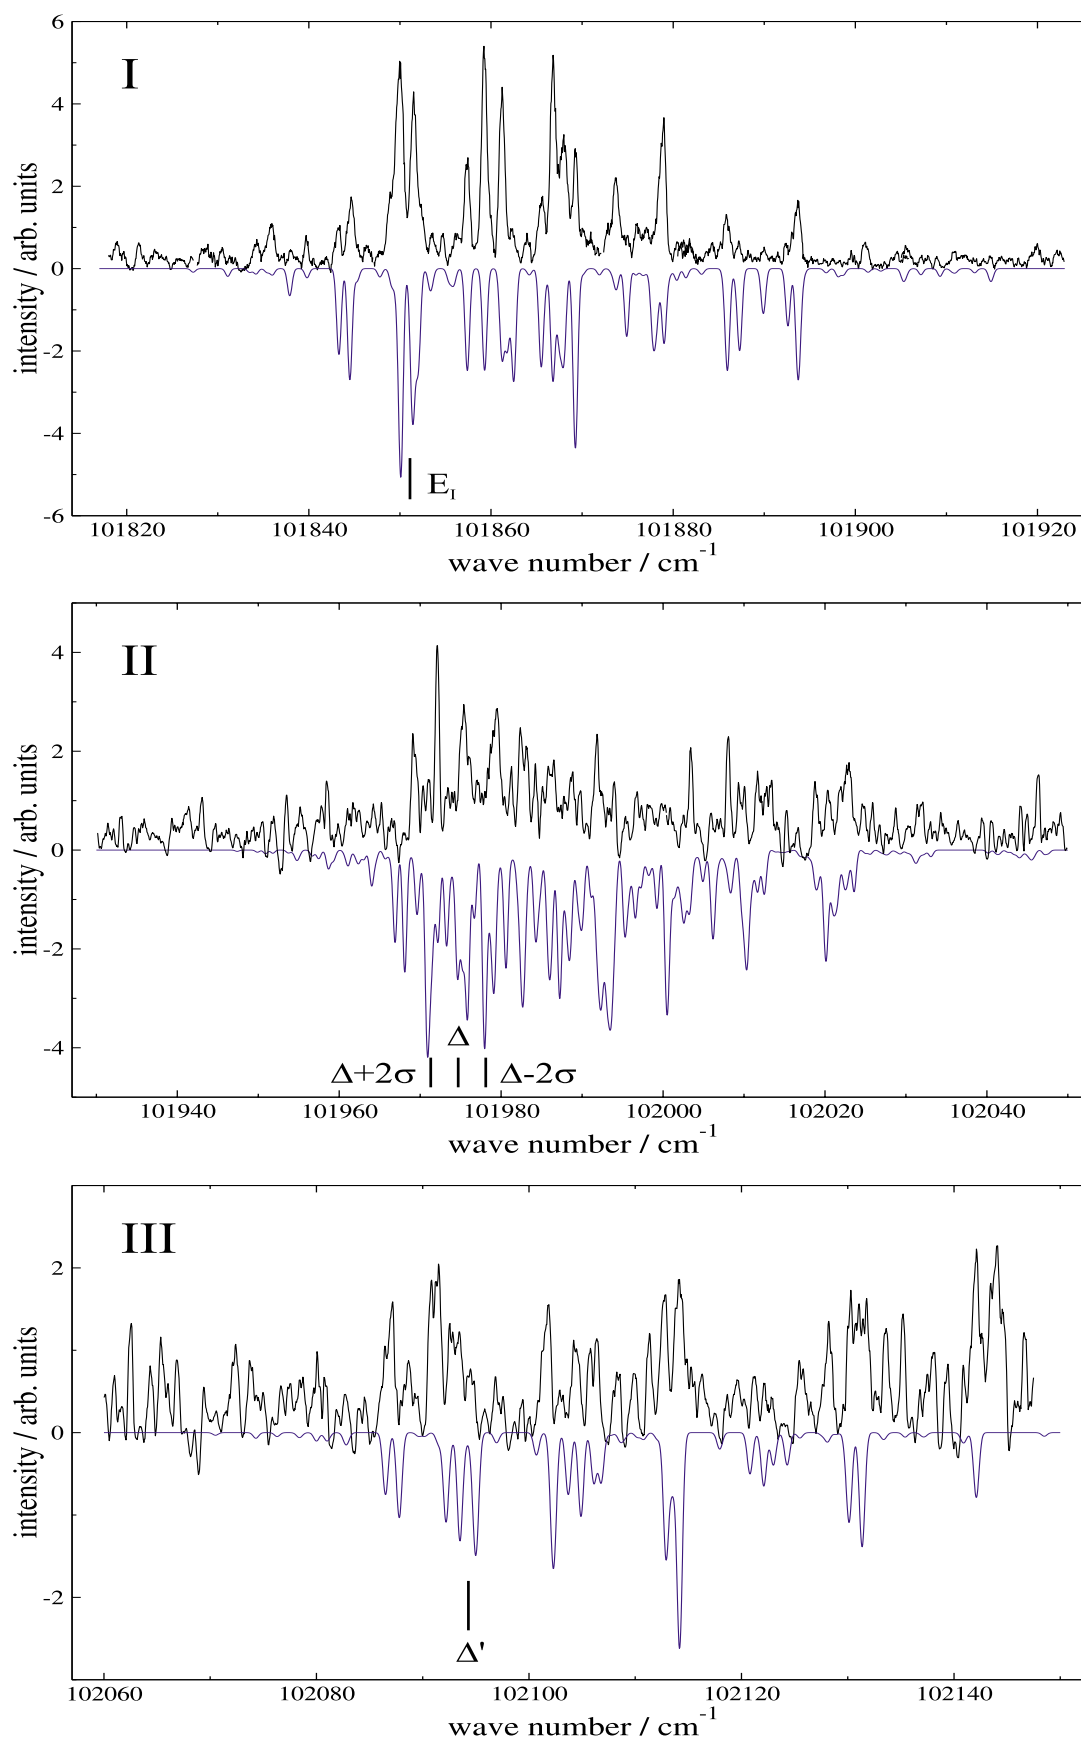 I
6
4
2
0
-2
-4
-6
intensity / arb. units
E_I
101820 101840 101860 101880 101900 101920
wave number / cm^-1
II
4
2
0
-2
-4
intensity / arb. units
Δ
Δ+2σ Δ-2σ
101940 101960 101980 102000 102020 102040
wave number / cm^-1
III
2
0
-2
intensity / arb. units
Δ'
102060 102080 102100 102120 102140
wave number / cm^-1